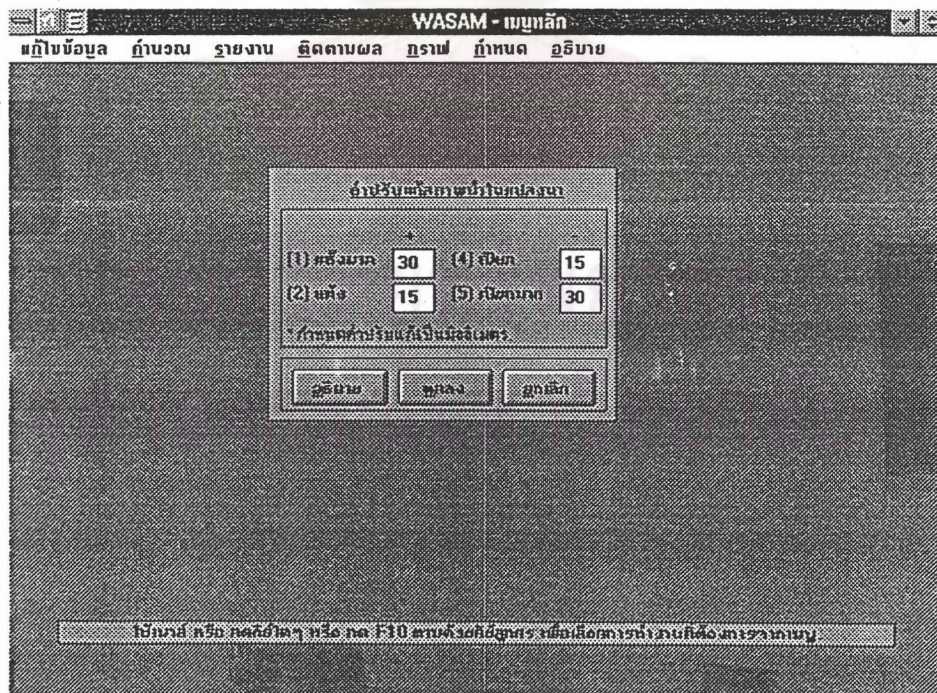 WASAM - เมนูหลัก
แก้ไขข้อมูล คำนวณ รายงาน ติดตามผล กราฟ กำหนด อธิบาย
ค่าปรับแก้สภาพน้ำในแปลงนา
+ -
(1) แห้งมาก 30 (4) เปียก 15
(2) แห้ง 15 (5) เปียกมาก 30
* กำหนดค่าปรับแก้เป็นมิลลิเมตร
อธิบาย ตกลง ยกเลิก
ใช้เมาส์ หรือ กดคีย์ใดๆ หรือ กด F10 ตามด้วยคีย์ลูกศร เพื่อเลือกการทำงานที่ต้องการจากเมนู